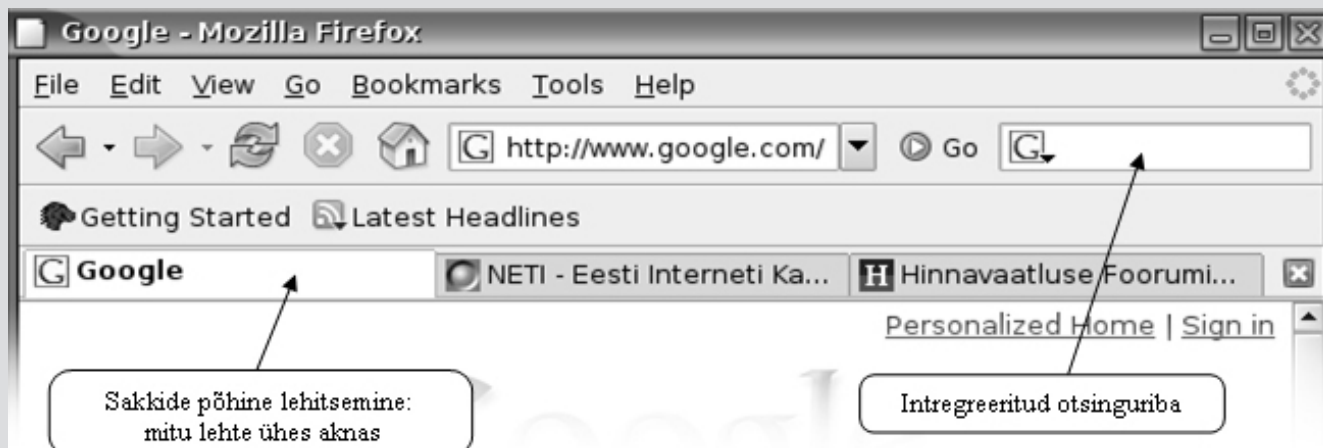 Google - Mozilla Firefox
File Edit View Go Bookmarks Tools Help
G http://www.google.com/ Go G
Getting Started Latest Headlines
G Google NETI - Eesti Interneti Ka... H Hinnavaatluse Foorumi...
Personalized Home | Sign in
Sakkide põhine lehitsemine:
mitu lehte ühes aknas
Intregreeritud otsinguriba
Google